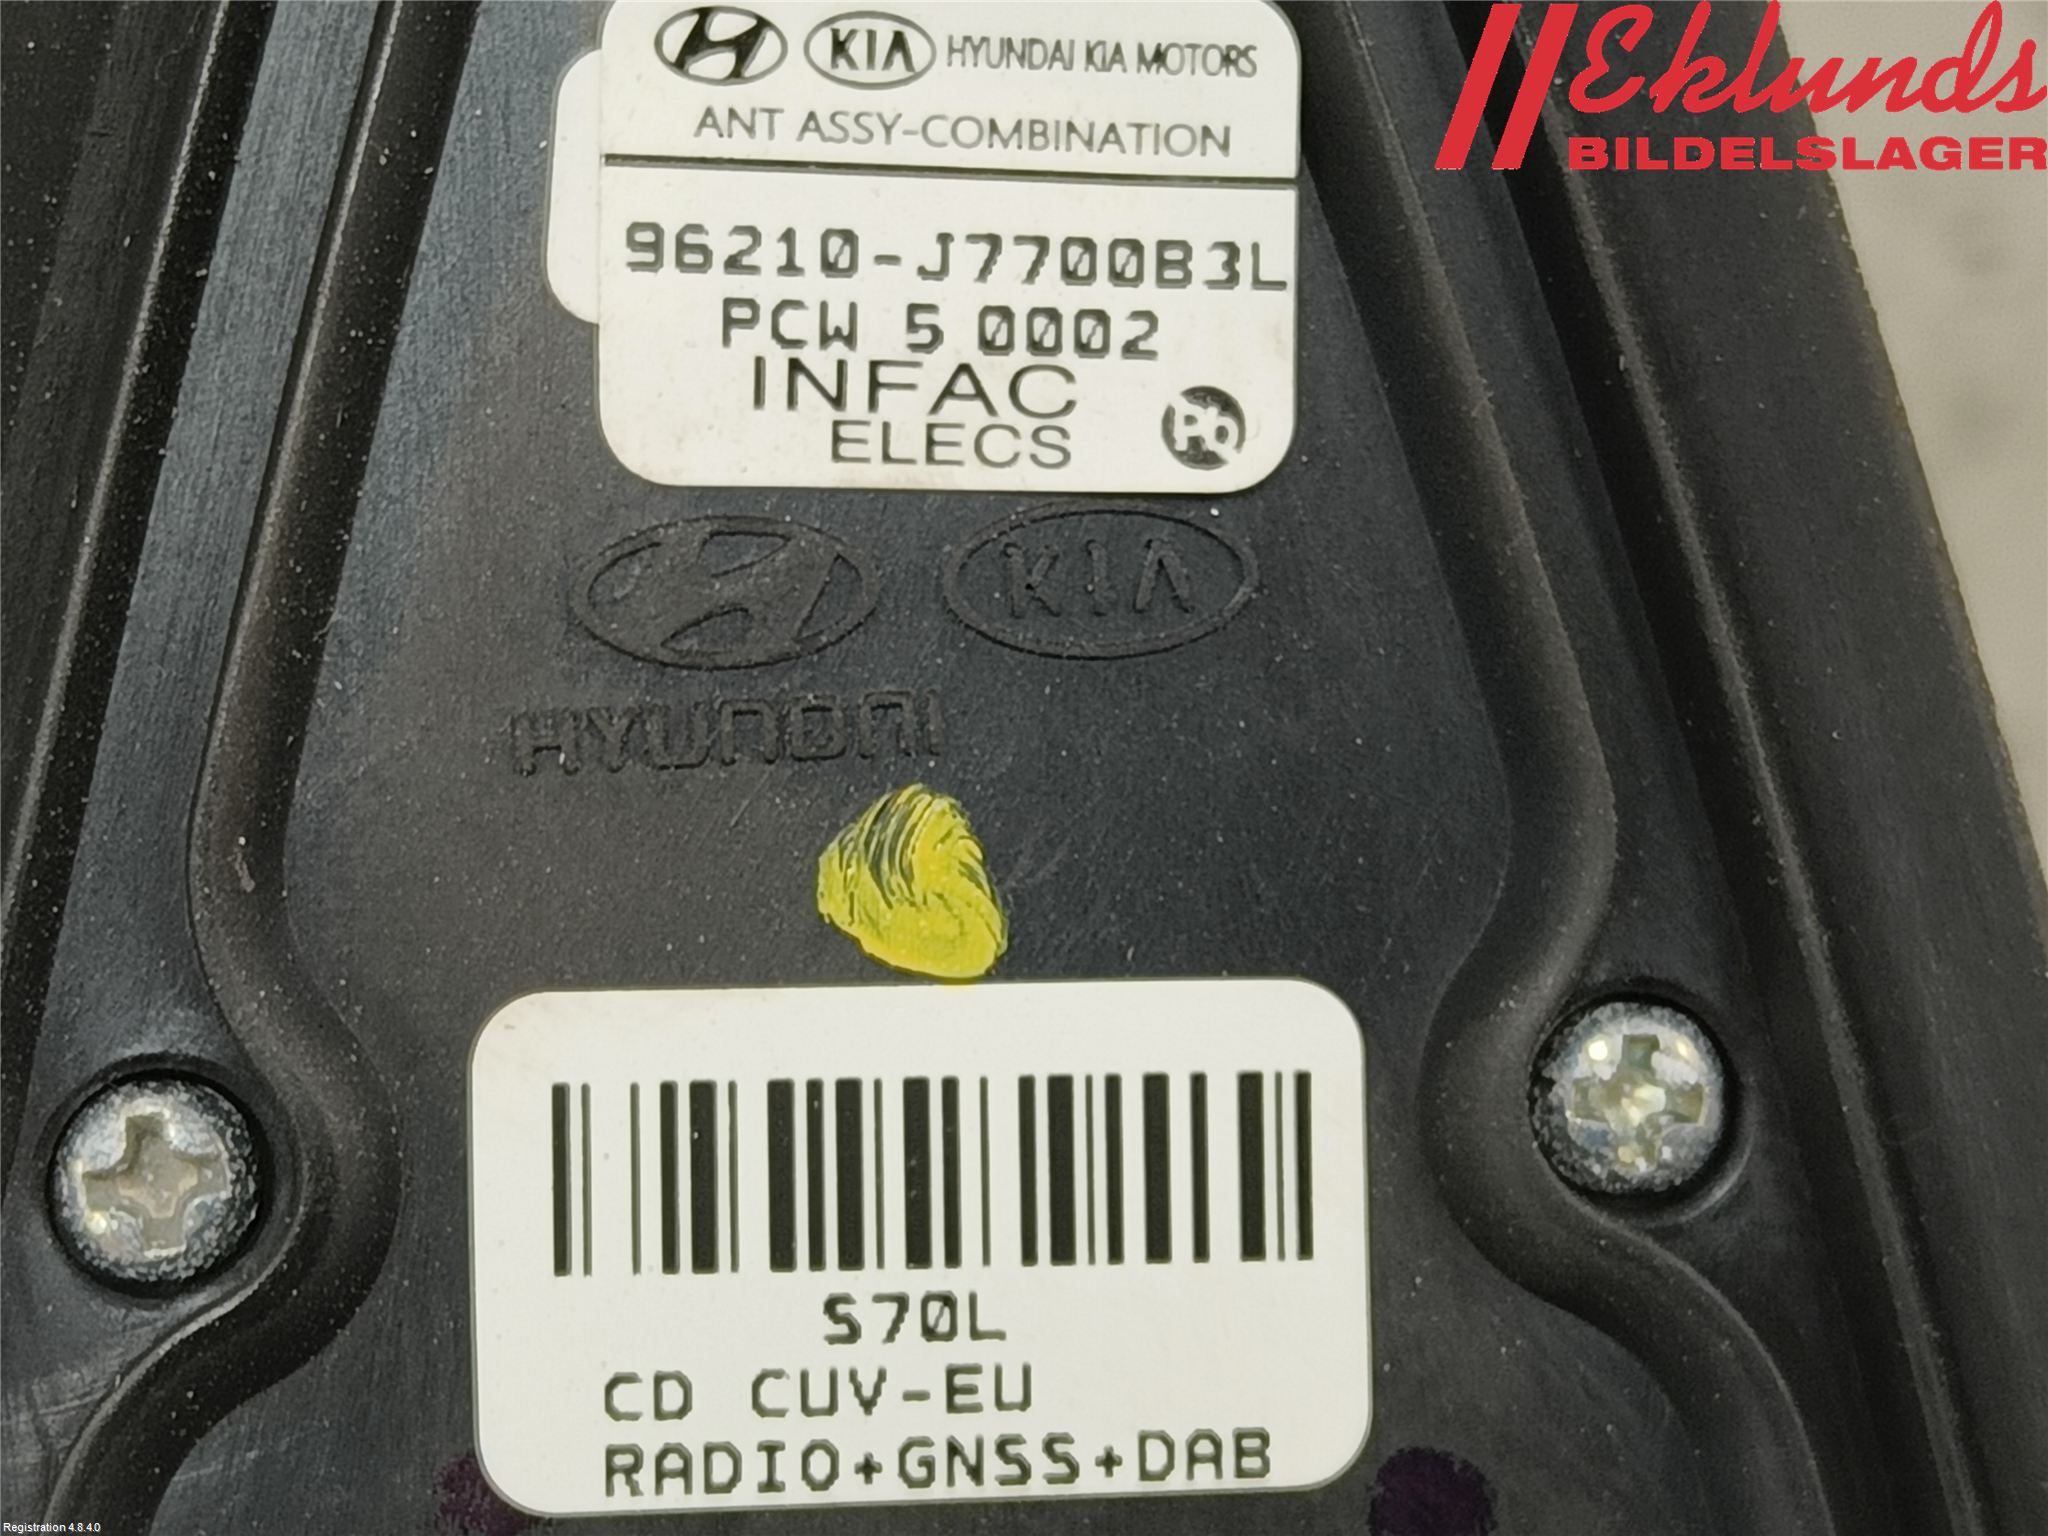 KIA HYUNDAI KIA MOTORS
ANT ASSY-COMBINATION
96210-J7700B3L
PCW 5 0002
INFAC
ELECS
Pb
KIA
HYUNDAI
S70L
CD CUV-EU
RADIO+GNSS+DAB
Eklunds
BILDELSLAGER
Registration 4.8.4.0